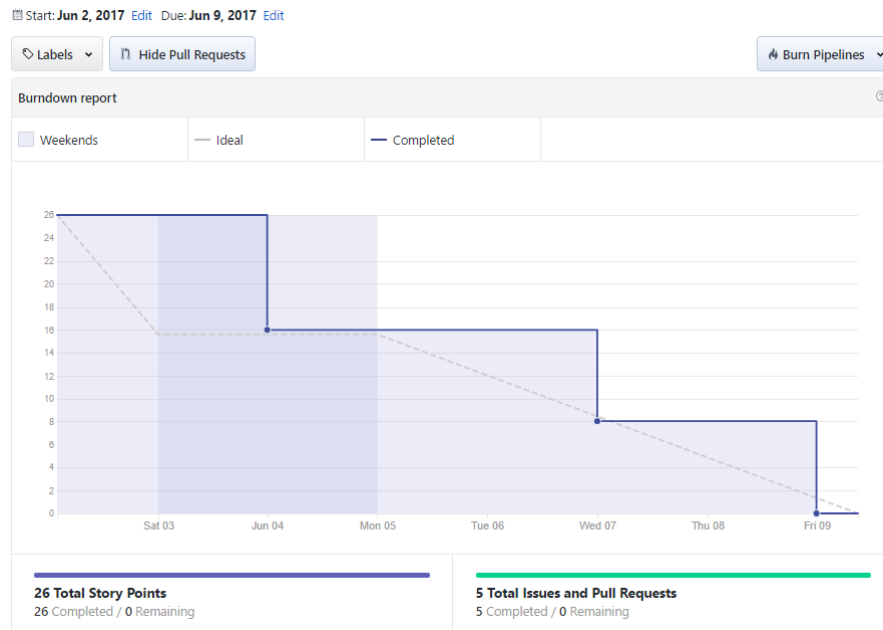 Start: Jun 2, 2017 Edit Due: Jun 9, 2017 Edit
Labels Hide Pull Requests Burn Pipelines
Burndown report
Weekends Ideal Completed
26
24
22
20
18
16
14
12
10
8
6
4
2
0
Sat 03 Jun 04 Mon 05 Tue 06 Wed 07 Thu 08 Fri 09
26 Total Story Points
26 Completed / 0 Remaining
5 Total Issues and Pull Requests
5 Completed / 0 Remaining